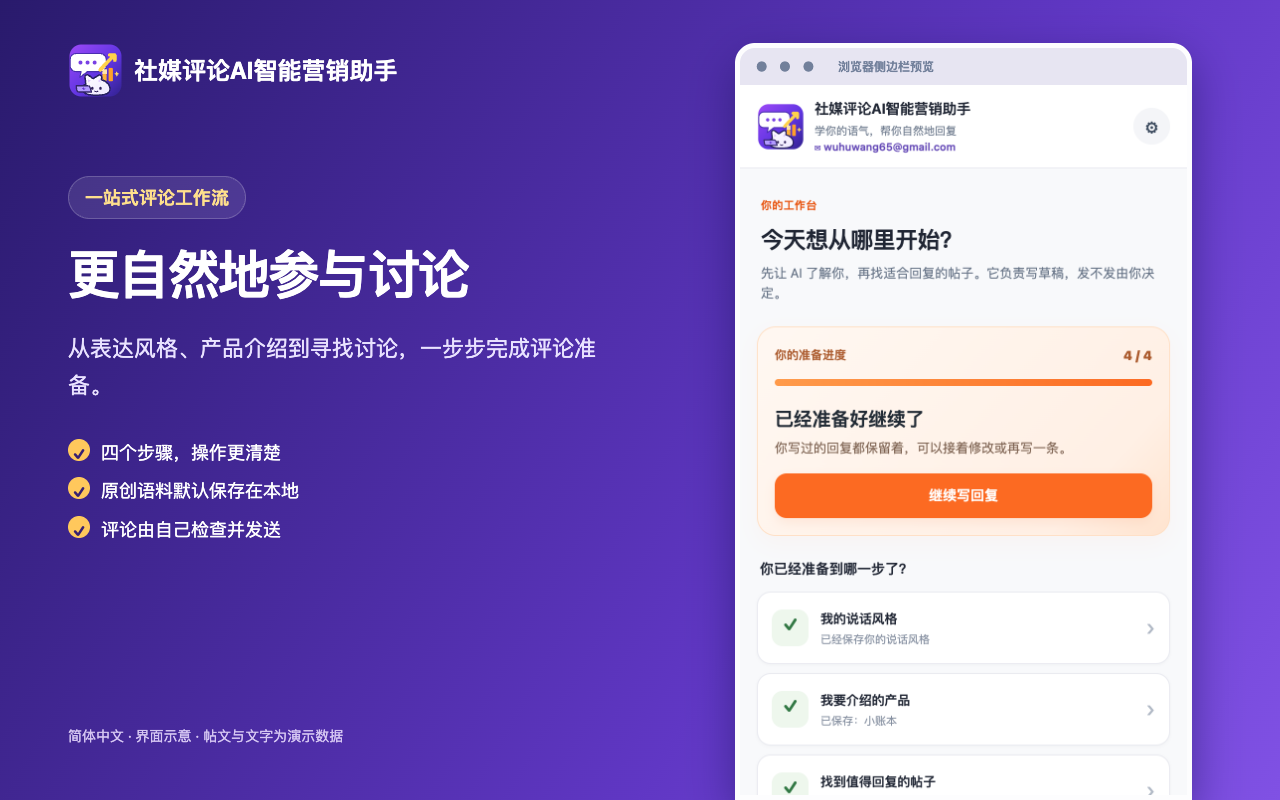 社媒评论AI智能营销助手
一站式评论工作流
更自然地参与讨论
从表达风格、产品介绍到寻找讨论，一步步完成评论准
备。
四个步骤，操作更清楚
原创语料默认保存在本地
评论由自己检查并发送
简体中文 · 界面示意 · 帖文与文字为演示数据
浏览器侧边栏预览
社媒评论AI智能营销助手
学你的语气，帮你自然地回复
✉ wuhuwang65@gmail.com
你的工作台
今天想从哪里开始？
先让 AI 了解你，再找适合回复的帖子。它负责写草稿，发不发由你决
定。
你的准备进度
4 / 4
已经准备好继续了
你写过的回复都保留着，可以接着修改或再写一条。
继续写回复
你已经准备到哪一步了？
我的说话风格
已经保存你的说话风格
我要介绍的产品
已保存：小账本
找到值得回复的帖子